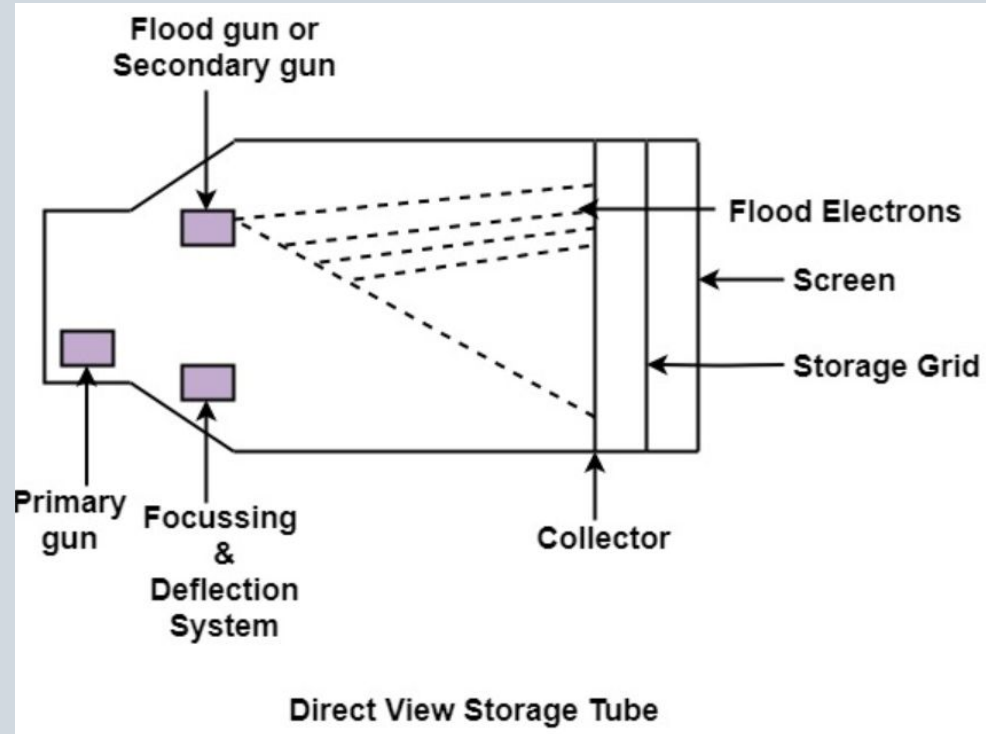 Flood gun or
Secondary gun
Flood Electrons
Screen
Storage Grid
Primary
gun
Focussing
&
Deflection
System
Collector
Direct View Storage Tube